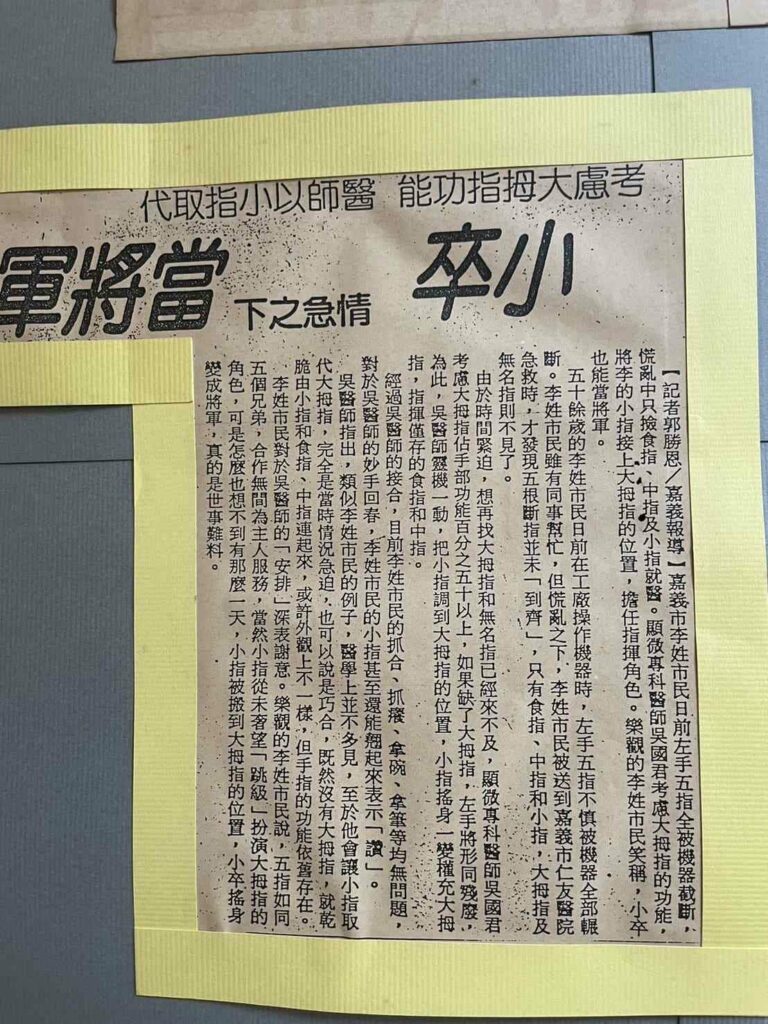 考慮大拇指功能 醫師以小指取代
小卒 情急之下 當將軍
【記者郭勝恩／嘉義報導】嘉義市李姓市民日前左手五指全被機器截斷，
慌亂中只撿食指、中指及小指就醫。顯微專科醫師吳國君考慮大拇指的功能，
將李的小指接上大拇指的位置，擔任指揮角色。樂觀的李姓市民笑稱，小卒
也能當將軍。
五十餘歲的李姓市民日前在工廠操作機器時，左手五指不慎被機器全部輾
斷。李姓市民雖有同事幫忙，但慌亂之下，李姓市民被送到嘉義市仁友醫院
急救時，才發現五根斷指並未「到齊」，只有食指、中指和小指，大拇指及
無名指則不見了。
由於時間緊迫，想再找大拇指和無名指已經來不及，顯微專科醫師吳國君
考慮大拇指佔手部功能百分之五十以上，如果缺了大拇指，左手將形同殘廢，
為此，吳醫師靈機一動，把小指調到大拇指的位置，小指搖身一變權充大拇
指，指揮僅存的食指和中指。
經過吳醫師的接合，目前李姓市民的抓合、抓癢、拿碗、拿筆等均無問題，
對於吳醫師的妙手回春，李姓市民的小指甚至還能翹起來表示「讚」。
吳醫師指出，類似李姓市民的例子，醫學上並不多見，至於他會讓小指取
代大拇指，完全是當時情況急迫，也可以說是巧合，既然沒有大拇指，就乾
脆由小指和食指、中指連起來，或許外觀上不一樣，但手指的功能依舊存在。
李姓市民對於吳醫師的「安排」深表謝意。樂觀的李姓市民說，五指如同
五個兄弟，合作無間為主人服務，當然小指從未奢望「跳級」扮演大拇指的
角色，可是怎麼也想不到有那麼一天，小指被搬到大拇指的位置，小卒搖身
變成將軍，真的是世事難料。